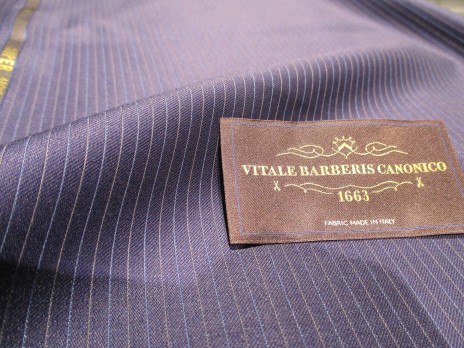 VITALE BARBERIS CANONICO
1663
FABRIC MADE IN ITALY